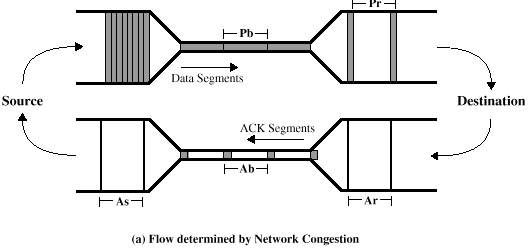 Pr
Pb
Data Segments
Source
Destination
ACK Segments
Ab
As
Ar
(a) Flow determined by Network Congestion